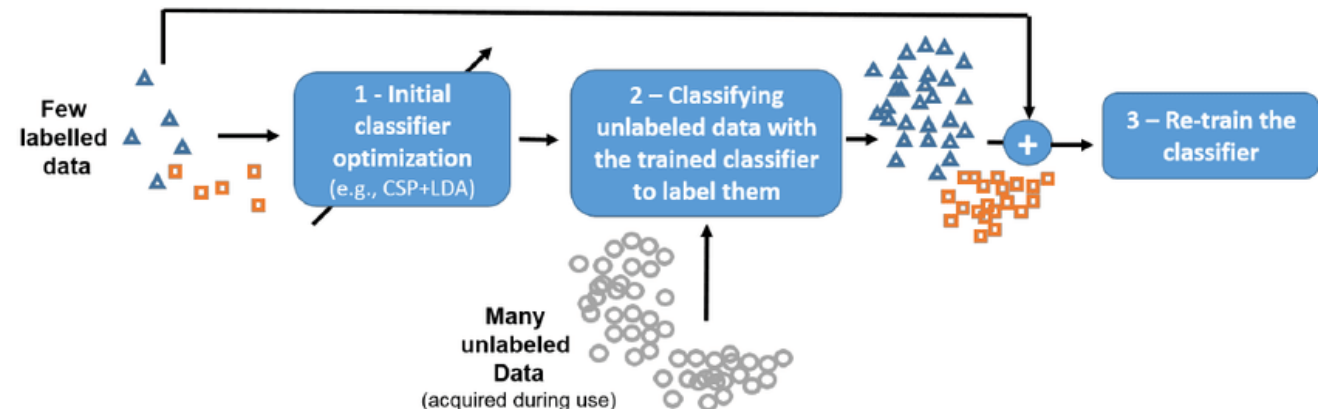 Few
labelled
data
1 - Initial
classifier
optimization
(e.g., CSP+LDA)
2 – Classifying
unlabeled data with
the trained classifier
to label them
+
3 – Re-train the
classifier
Many
unlabeled
Data
(acquired during use)